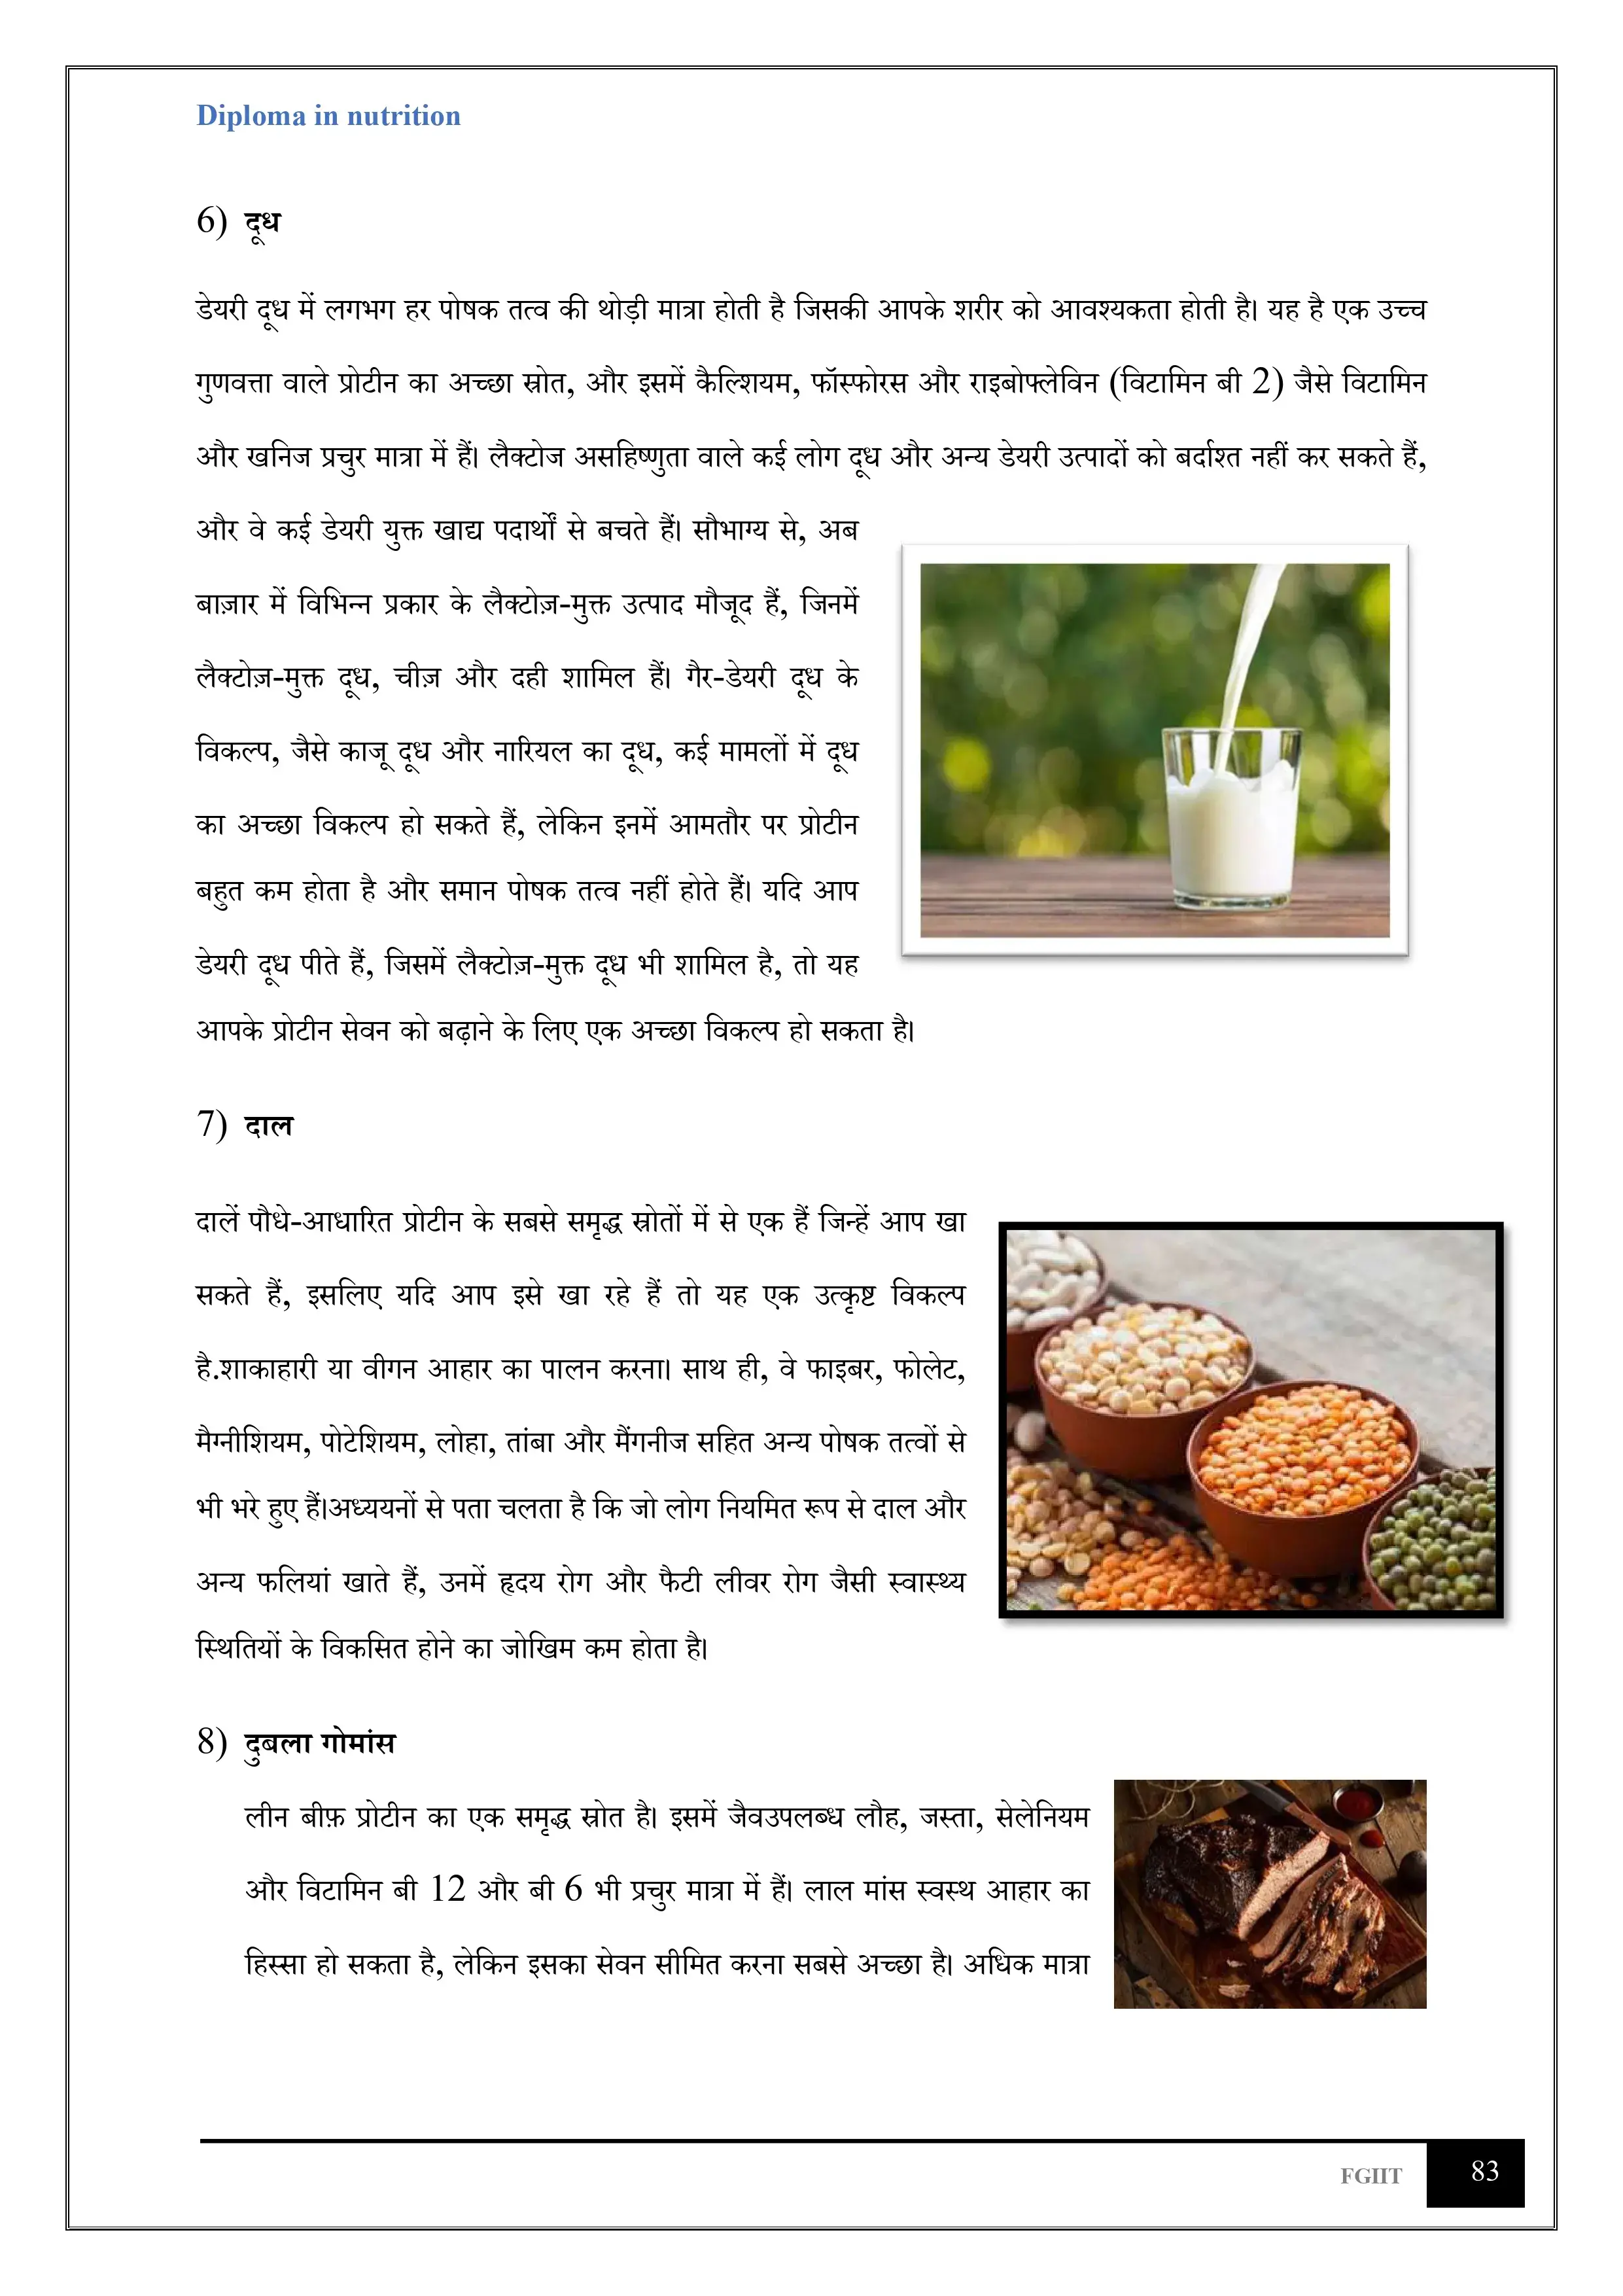 Diploma in nutrition
6) दूध
डेयरी दूध में लगभग हर पोषक तत्व की थोड़ी मात्रा होती है जिसकी आपके शरीर को आवश्यकता होती है। यह है एक उच्च
गुणवत्ता वाले प्रोटीन का अच्छा स्रोत, और इसमें कैल्शियम, फॉस्फोरस और राइबोफ्लेविन (विटामिन बी 2) जैसे विटामिन
और खनिज प्रचुर मात्रा में हैं। लैक्टोज असहिष्णुता वाले कई लोग दूध और अन्य डेयरी उत्पादों को बर्दाश्त नहीं कर सकते हैं,
और वे कई डेयरी युक्त खाद्य पदार्थों से बचते हैं। सौभाग्य से, अब
बाज़ार में विभिन्न प्रकार के लैक्टोज़-मुक्त उत्पाद मौजूद हैं, जिनमें
लैक्टोज़-मुक्त दूध, चीज़ और दही शामिल हैं। गैर-डेयरी दूध के
विकल्प, जैसे काजू दूध और नारियल का दूध, कई मामलों में दूध
का अच्छा विकल्प हो सकते हैं, लेकिन इनमें आमतौर पर प्रोटीन
बहुत कम होता है और समान पोषक तत्व नहीं होते हैं। यदि आप
डेयरी दूध पीते हैं, जिसमें लैक्टोज़-मुक्त दूध भी शामिल है, तो यह
आपके प्रोटीन सेवन को बढ़ाने के लिए एक अच्छा विकल्प हो सकता है।
7) दाल
दालें पौधे-आधारित प्रोटीन के सबसे समृद्ध स्रोतों में से एक हैं जिन्हें आप खा
सकते हैं, इसलिए यदि आप इसे खा रहे हैं तो यह एक उत्कृष्ट विकल्प
है.शाकाहारी या वीगन आहार का पालन करना। साथ ही, वे फाइबर, फोलेट,
मैग्नीशियम, पोटेशियम, लोहा, तांबा और मैंगनीज सहित अन्य पोषक तत्वों से
भी भरे हुए हैं।अध्ययनों से पता चलता है कि जो लोग नियमित रूप से दाल और
अन्य फलियां खाते हैं, उनमें हृदय रोग और फैटी लीवर रोग जैसी स्वास्थ्य
स्थितियों के विकसित होने का जोखिम कम होता है।
8) दुबला गोमांस
लीन बीफ़ प्रोटीन का एक समृद्ध स्रोत है। इसमें जैवउपलब्ध लौह, जस्ता, सेलेनियम
और विटामिन बी 12 और बी 6 भी प्रचुर मात्रा में हैं। लाल मांस स्वस्थ आहार का
हिस्सा हो सकता है, लेकिन इसका सेवन सीमित करना सबसे अच्छा है। अधिक मात्रा
FGIIT 83